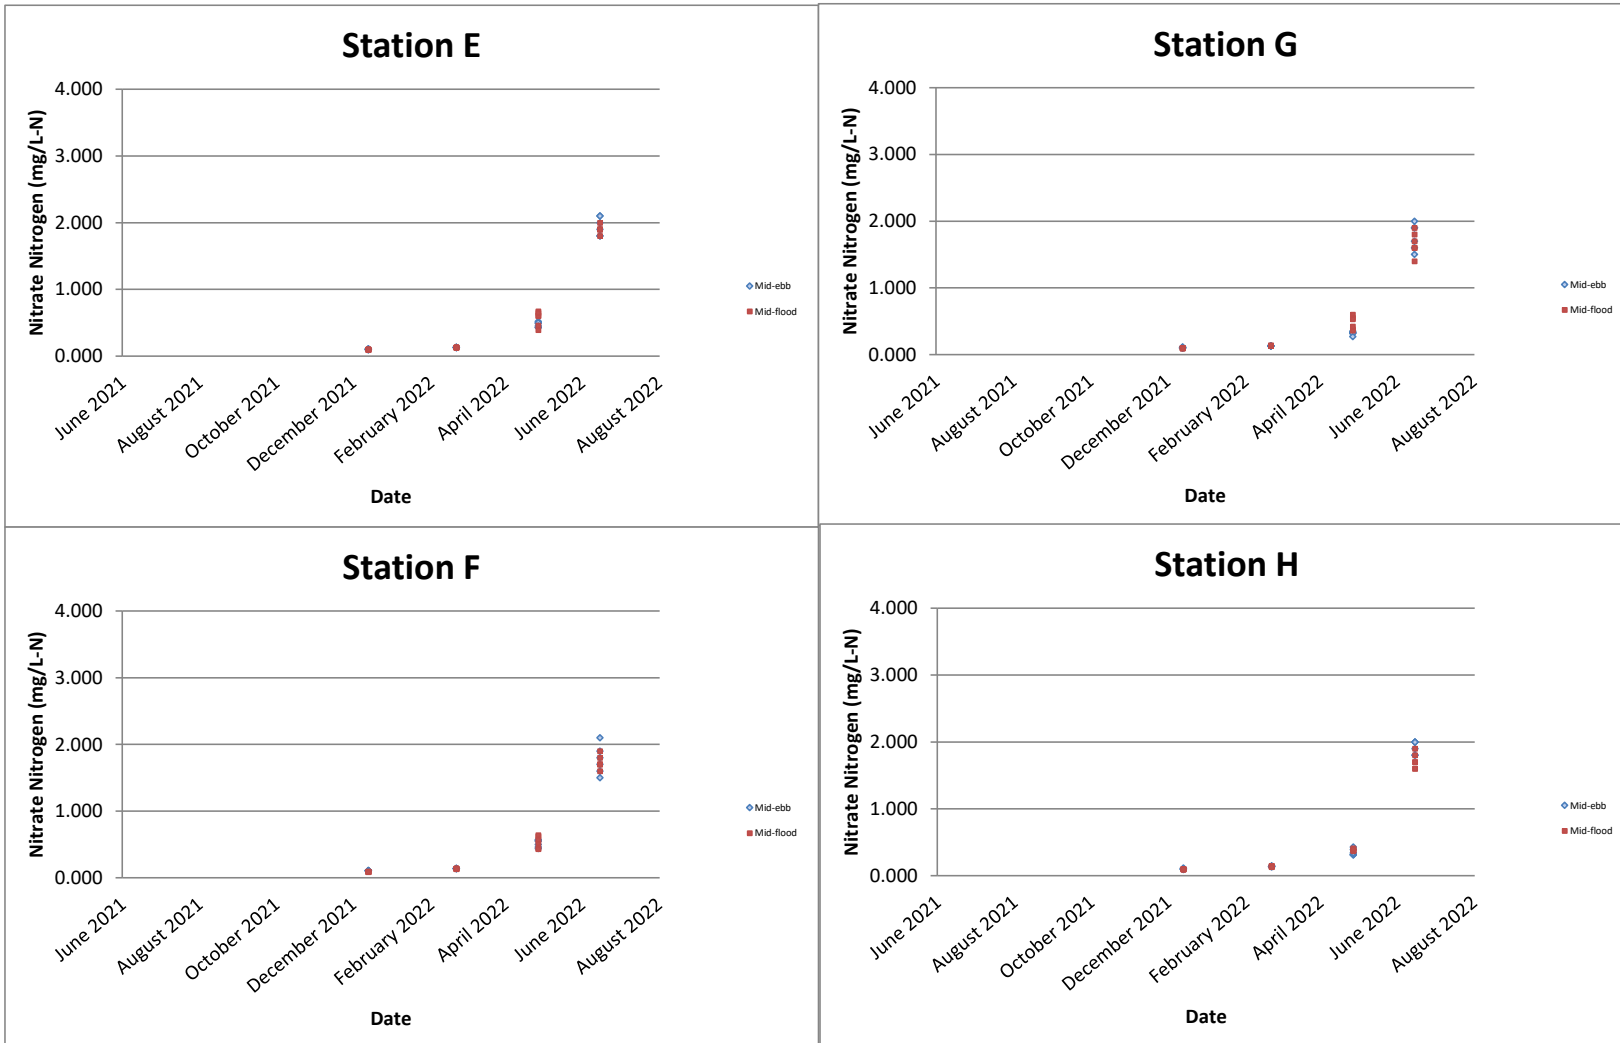 Station E
Nitrate Nitrogen (mg/L-N)
4.000
3.000
2.000
1.000
0.000
June 2021
August 2021
October 2021
December 2021
February 2022
April 2022
June 2022
August 2022
Date
Mid-ebb
Mid-flood
Station G
Nitrate Nitrogen (mg/L-N)
4.000
3.000
2.000
1.000
0.000
June 2021
August 2021
October 2021
December 2021
February 2022
April 2022
June 2022
August 2022
Date
Mid-ebb
Mid-flood
Station F
Nitrate Nitrogen (mg/L-N)
4.000
3.000
2.000
1.000
0.000
June 2021
August 2021
October 2021
December 2021
February 2022
April 2022
June 2022
August 2022
Date
Mid-ebb
Mid-flood
Station H
Nitrate Nitrogen (mg/L-N)
4.000
3.000
2.000
1.000
0.000
June 2021
August 2021
October 2021
December 2021
February 2022
April 2022
June 2022
August 2022
Date
Mid-ebb
Mid-flood